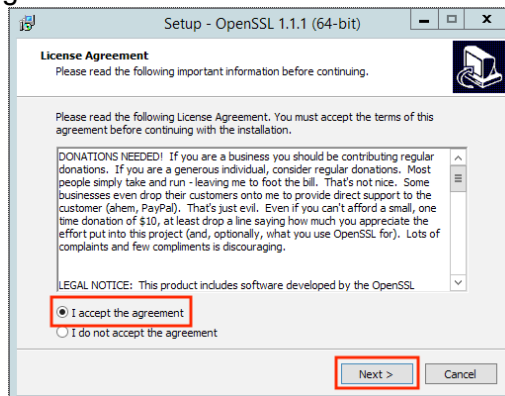 Setup - OpenSSL 1.1.1 (64-bit)
License Agreement
Please read the following important information before continuing.
Please read the following License Agreement. You must accept the terms of this
agreement before continuing with the installation.
DONATIONS NEEDED! If you are a business you should be contributing regular
donations. If you are a generous individual, consider regular donations. Most
people simply take and run - leaving me to foot the bill. That's not nice. Some
businesses even drop their customers onto me to provide direct support to the
customer (ahem, PayPal). That's just evil. Even if you can't afford a small, one
time donation of $10, at least drop a line saying how much you appreciate the
effort put into this project (and, optionally, what you use OpenSSL for). Lots of
complaints and few compliments is discouraging.
LEGAL NOTICE: This product includes software developed by the OpenSSL
I accept the agreement
I do not accept the agreement
Next >
Cancel